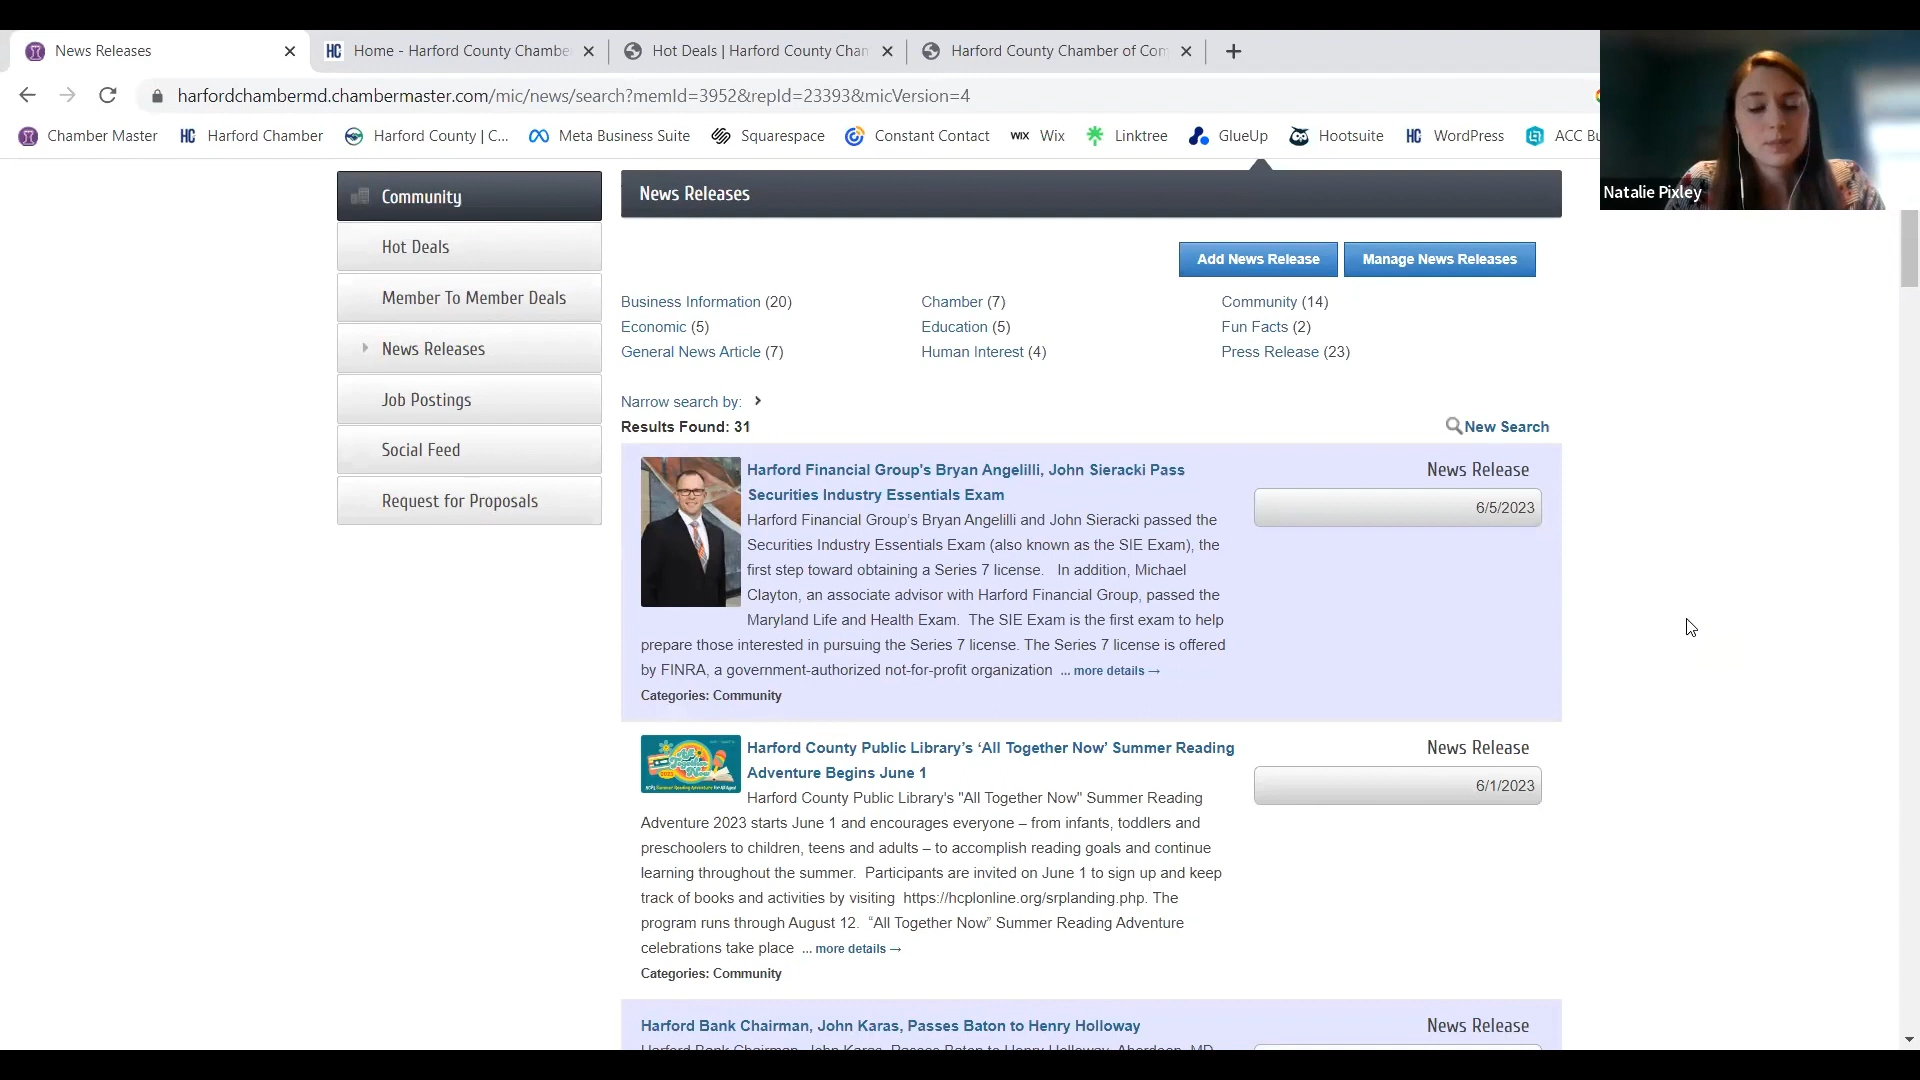 News Releases
Home - Harford County Chambe
Hot Deals | Harford County Cham
Harford County Chamber of Com
harfordchambermd.chambermaster.com/mic/news/search?memId=3952&repId=23393&micVersion=4
Chamber Master
HC Harford Chamber
Harford County | C...
Meta Business Suite
Squarespace
Constant Contact
WIX Wix
Linktree
GlueUp
Hootsuite
HC WordPress
ACC Bu
Natalie Pixley
Community
Hot Deals
Member To Member Deals
News Releases
Job Postings
Social Feed
Request for Proposals
News Releases
Add News Release
Manage News Releases
Business Information (20) Chamber (7) Community (14)
Economic (5) Education (5) Fun Facts (2)
General News Article (7) Human Interest (4) Press Release (23)
Narrow search by:
Results Found: 31
New Search
Harford Financial Group's Bryan Angelilli, John Sieracki Pass
Securities Industry Essentials Exam
Harford Financial Group's Bryan Angelilli and John Sieracki passed the
Securities Industry Essentials Exam (also known as the SIE Exam), the
first step toward obtaining a Series 7 license. In addition, Michael
Clayton, an associate advisor with Harford Financial Group, passed the
Maryland Life and Health Exam. The SIE Exam is the first exam to help
prepare those interested in pursuing the Series 7 license. The Series 7 license is offered
by FINRA, a government-authorized not-for-profit organization ... more details →
Categories: Community
News Release
6/5/2023
Harford County Public Library's ‘All Together Now’ Summer Reading
Adventure Begins June 1
Harford County Public Library's "All Together Now" Summer Reading
Adventure 2023 starts June 1 and encourages everyone – from infants, toddlers and
preschoolers to children, teens and adults – to accomplish reading goals and continue
learning throughout the summer. Participants are invited on June 1 to sign up and keep
track of books and activities by visiting https://hcplonline.org/srplanding.php. The
program runs through August 12. “All Together Now” Summer Reading Adventure
celebrations take place ... more details →
Categories: Community
News Release
6/1/2023
Harford Bank Chairman, John Karas, Passes Baton to Henry Holloway
News Release
Harford Bank Chairman, John Karas, Passes Baton to Henry Holloway Aberdeen, MD